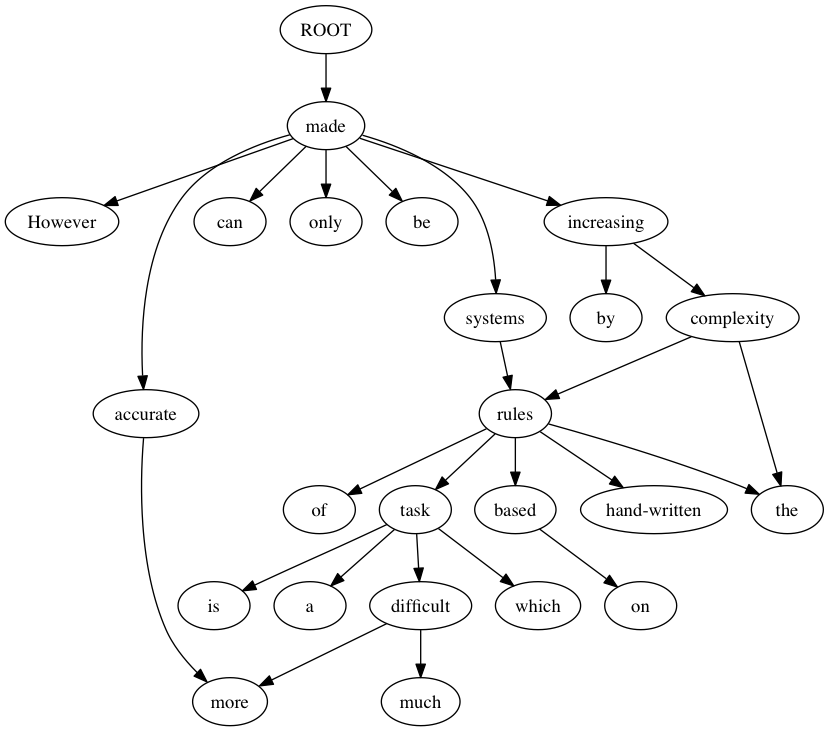 ROOT
made
However
can
only
be
increasing
systems
by
complexity
accurate
rules
of
task
based
hand-written
the
is
a
difficult
which
on
more
much